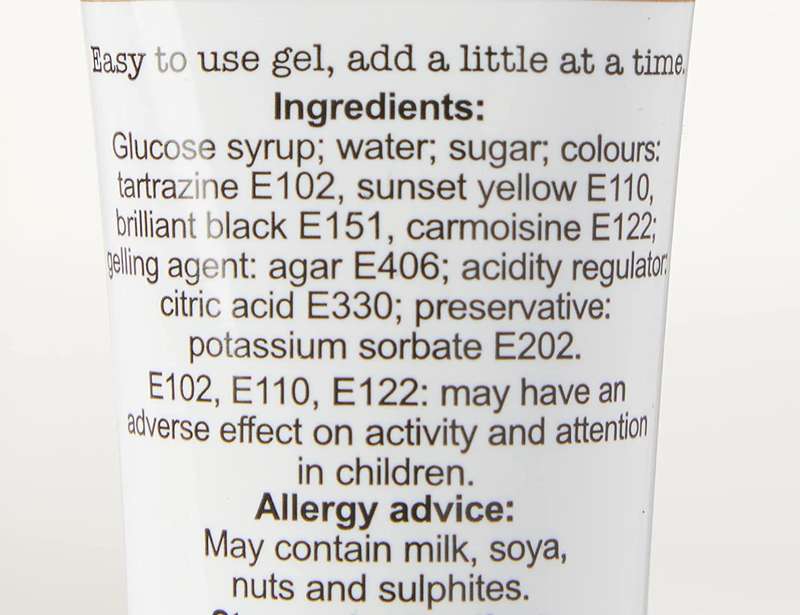 Easy to use gel, add a little at a time.
Ingredients:
Glucose syrup; water; sugar; colours:
tartrazine E102, sunset yellow E110,
brilliant black E151, carmoisine E122;
gelling agent: agar E406; acidity regulator:
citric acid E330; preservative:
potassium sorbate E202.
E102, E110, E122: may have an
adverse effect on activity and attention
in children.
Allergy advice:
May contain milk, soya,
nuts and sulphites.